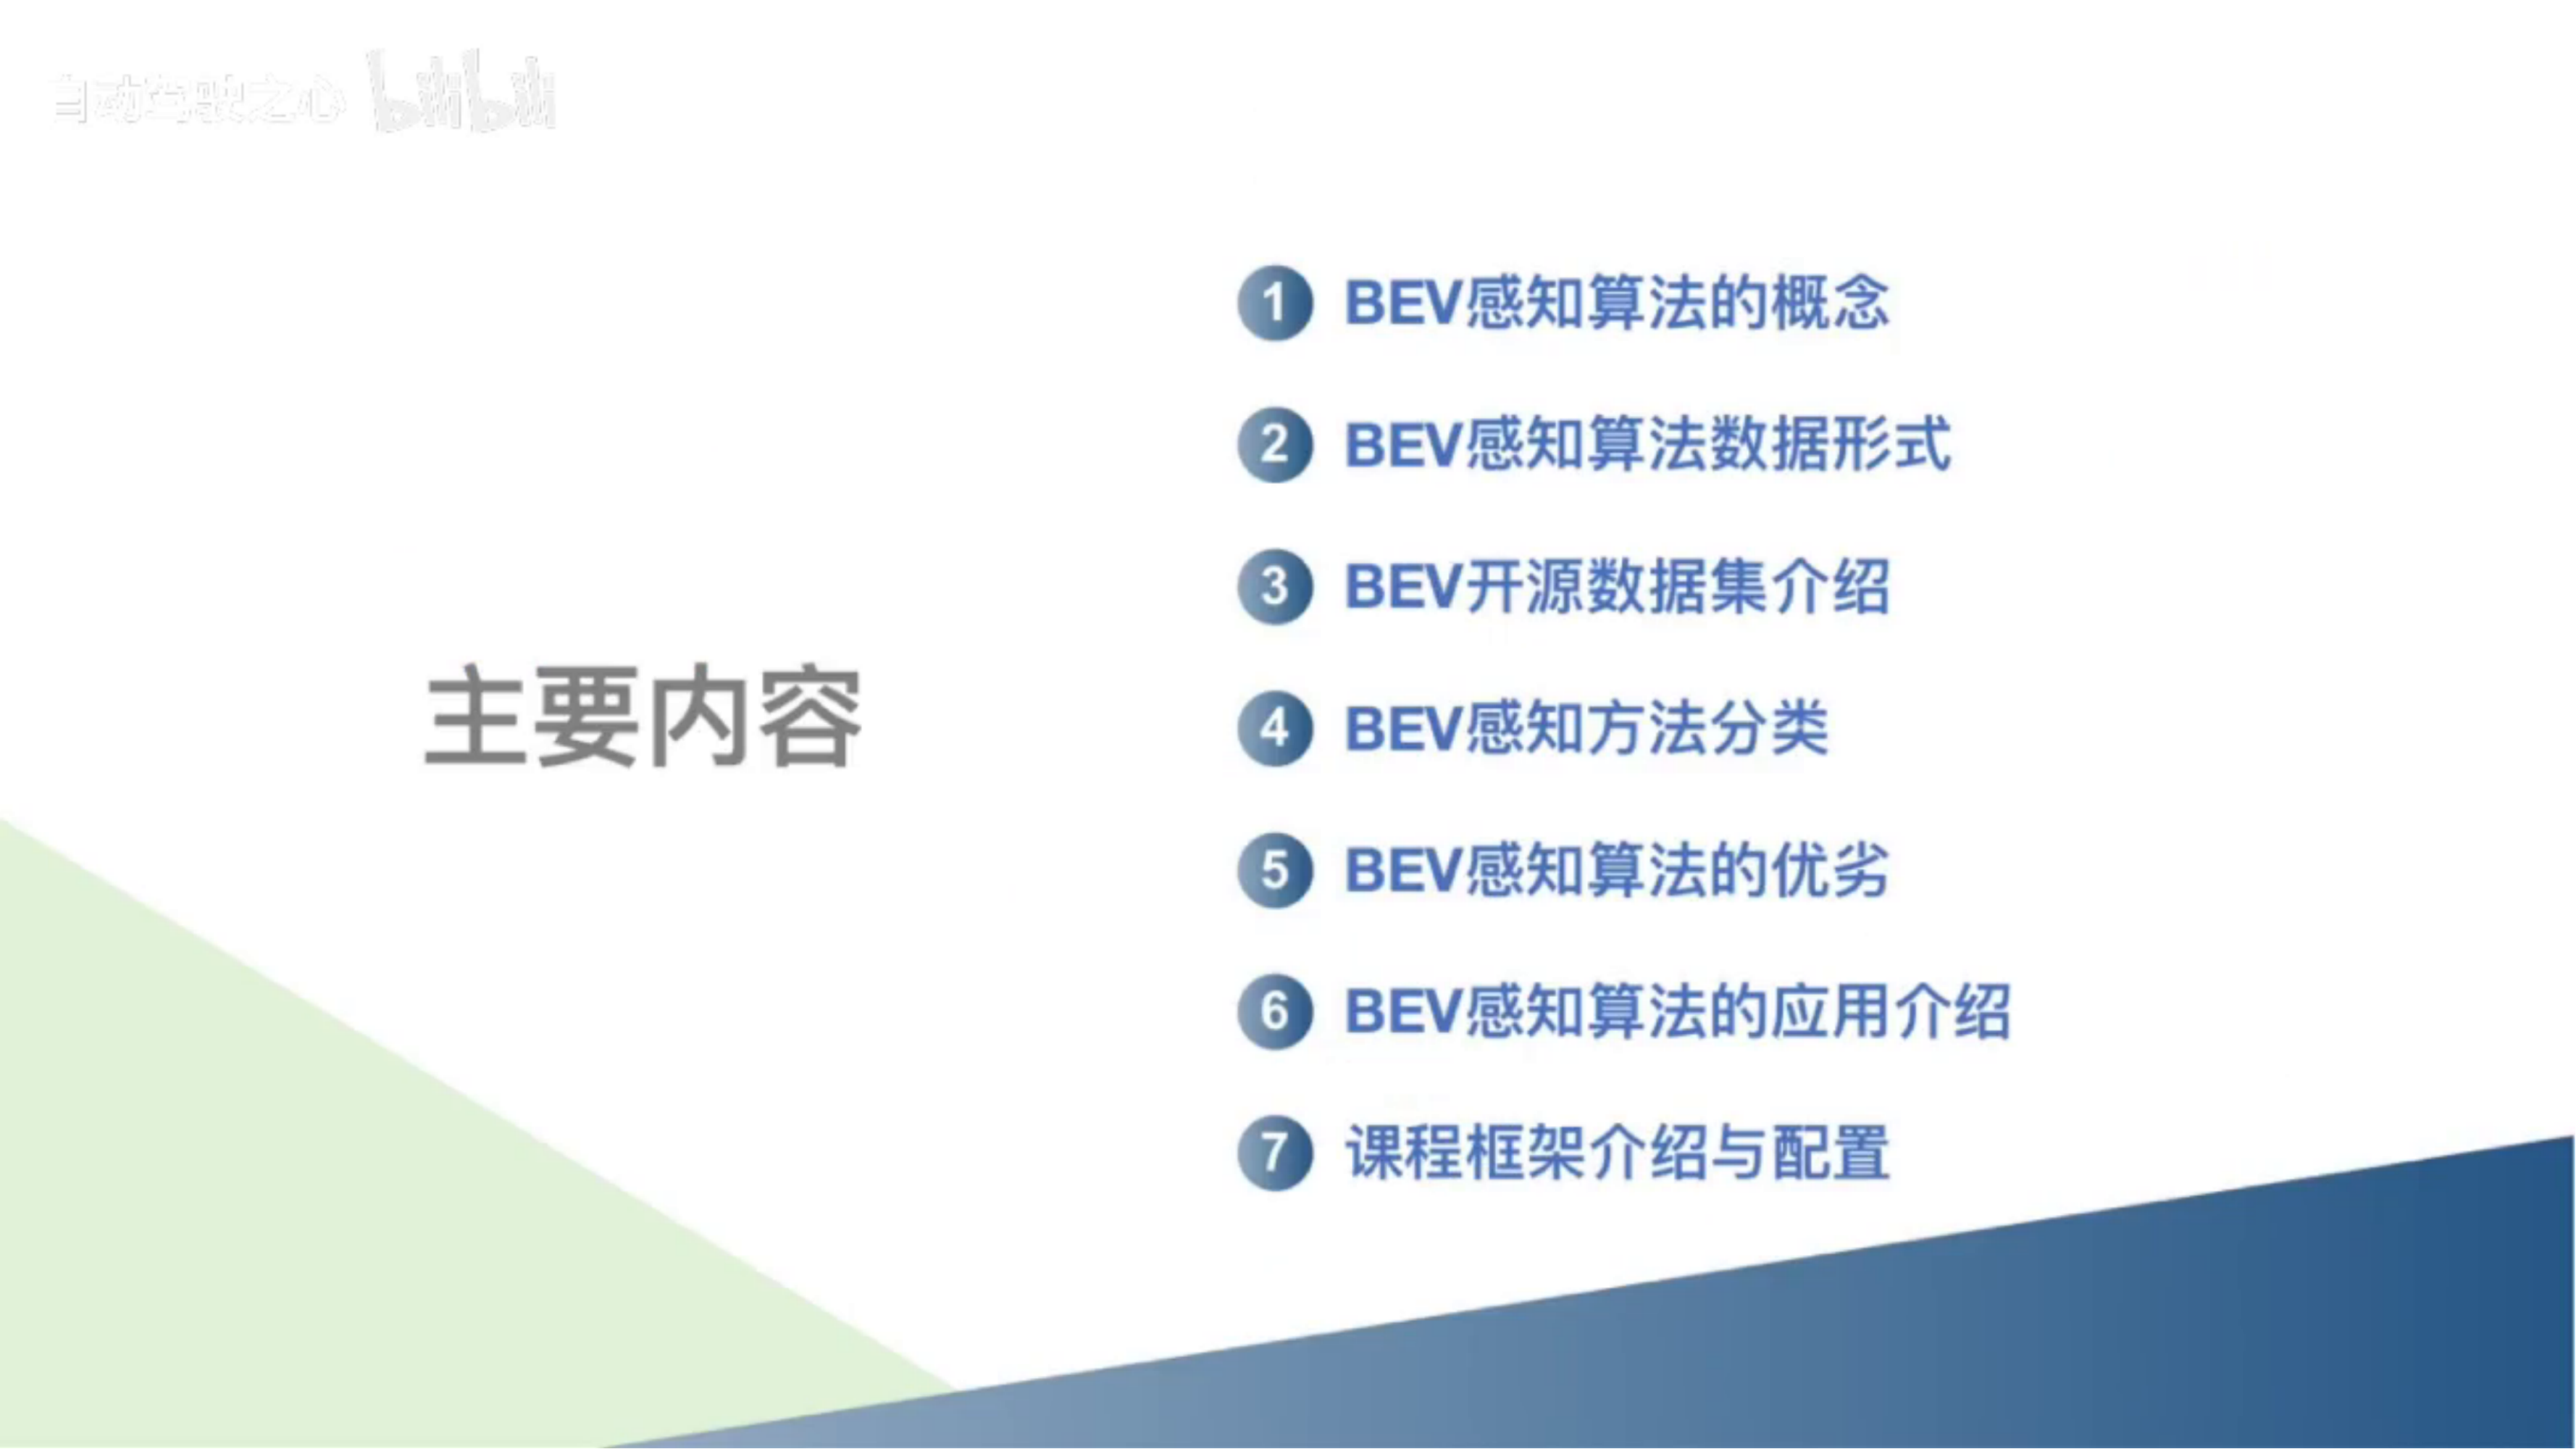 自动驾驶之心 bilibili
主要内容
1 BEV感知算法的概念
2 BEV感知算法数据形式
3 BEV开源数据集介绍
4 BEV感知方法分类
5 BEV感知算法的优劣
6 BEV感知算法的应用介绍
7 课程框架介绍与配置